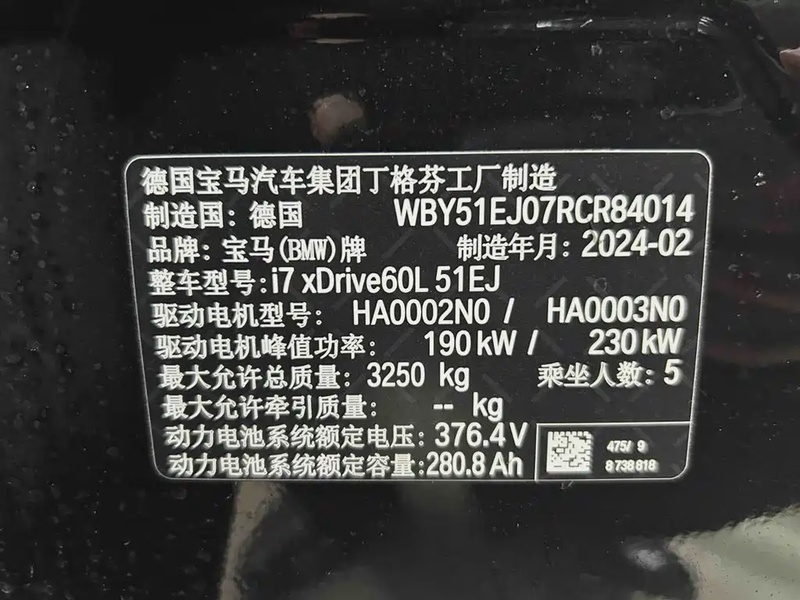 德国宝马汽车集团丁格芬工厂制造
制造国: 德国 WBY51EJ07RCR84014
品牌: 宝马(BMW)牌 制造年月: 2024-02
整车型号: i7 xDrive60L 51EJ
驱动电机型号: HA0002N0 / HA0003N0
驱动电机峰值功率: 190 kW / 230 kW
最大允许总质量: 3250 kg 乘坐人数: 5
最大允许牵引质量: -- kg
动力电池系统额定电压: 376.4 V
动力电池系统额定容量: 280.8 Ah
475/ 9
8 738 818